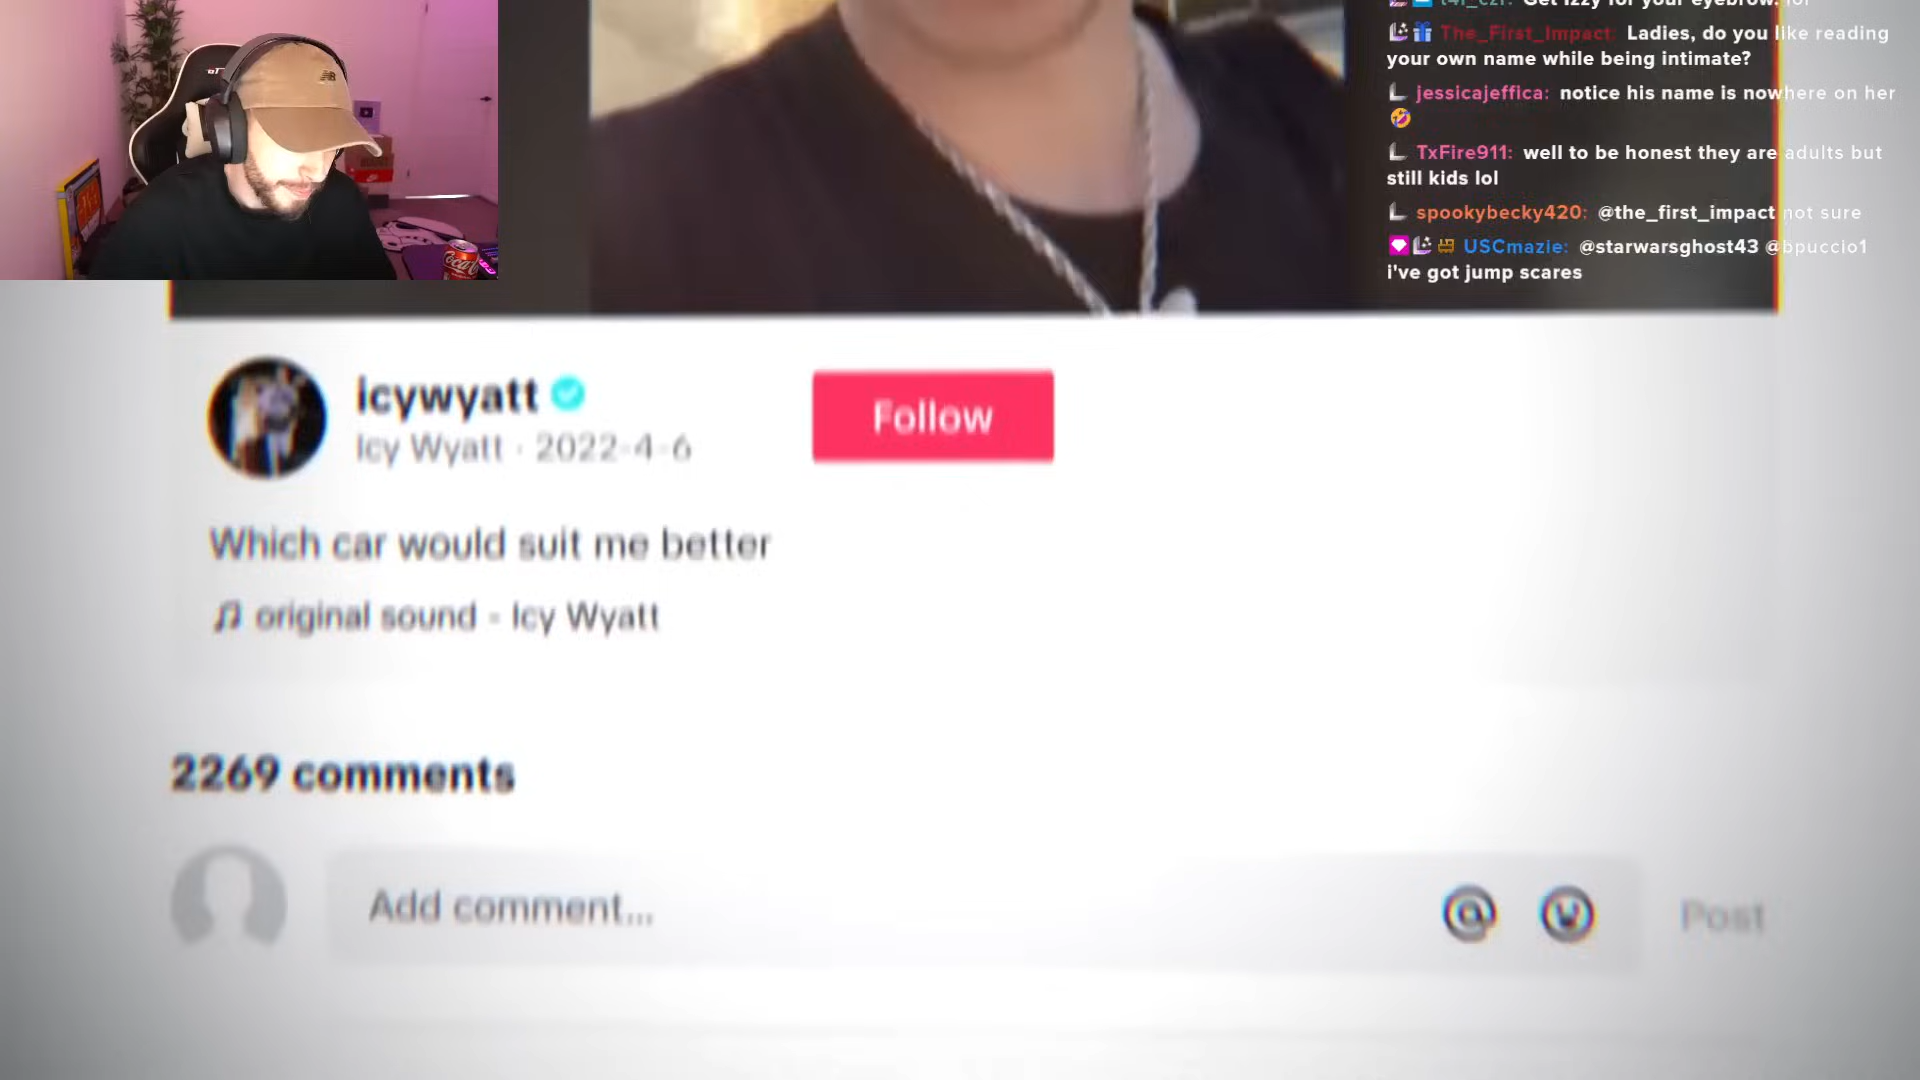 The_First_Impact: Ladies, do you like reading
your own name while being intimate?
jessicajeffica: notice his name is nowhere on her
TxFire911: well to be honest they are adults but
still kids lol
spookybecky420: @the_first_impact not sure
USCmazie: @starwarsghost43 @bpuccio1
i've got jump scares
icywyatt
Follow
Icy Wyatt · 2022-4-6
Which car would suit me better
original sound - Icy Wyatt
2269 comments
Add comment...
Post